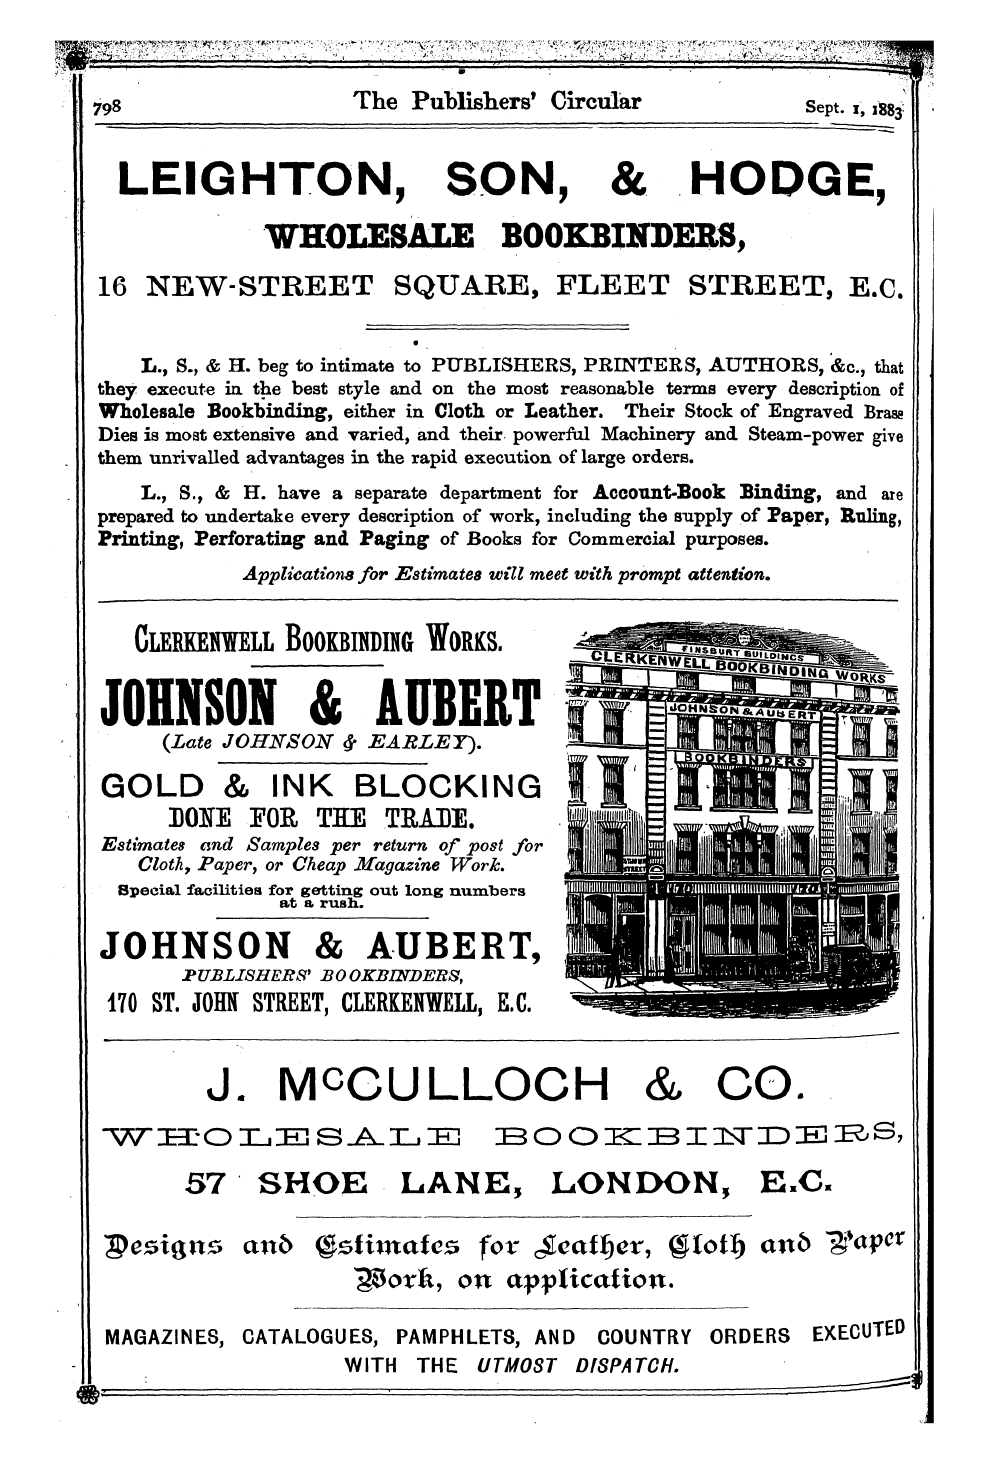 798 The Publishers' Circular Sept. 1, 1883
LEIGHTON, SON, & HODGE,
WHOLESALE BOOKBINDERS,
16 NEW-STREET SQUARE, FLEET STREET, E.C.
L., S., & H. beg to intimate to PUBLISHERS, PRINTERS, AUTHORS, &c., that
they execute in the best style and on the most reasonable terms every description of
Wholesale Bookbinding, either in Cloth or Leather. Their Stock of Engraved Brass
Dies is most extensive and varied, and their powerful Machinery and Steam-power give
them unrivalled advantages in the rapid execution of large orders.
L., S., & H. have a separate department for Account-Book Binding, and are
prepared to undertake every description of work, including the supply of Paper, Ruling,
Printing, Perforating and Paging of Books for Commercial purposes.
Applications for Estimates will meet with prompt attention.
CLERKENWELL BOOKBINDING WORKS.
JOHNSON & AUBERT
(Late JOHNSON & EARLEY).
GOLD & INK BLOCKING
DONE FOR THE TRADE.
Estimates and Samples per return of post for
Cloth, Paper, or Cheap Magazine Work.
Special facilities for getting out long numbers
at a rush.
JOHNSON & AUBERT,
PUBLISHERS' BOOKBINDERS,
170 ST. JOHN STREET, CLERKENWELL, E.C.
FINSBURY BUILDINGS
CLERKENWELL BOOKBINDING WORKS
JOHNSON & AUBERT
BOOKBINDERS
170 170
J. McCULLOCH & CO.
WHOLESALE BOOKBINDERS,
57 SHOE LANE, LONDON, E.C.
Designs and Estimates for Leather, Cloth and Paper
Work, on application.
MAGAZINES, CATALOGUES, PAMPHLETS, AND COUNTRY ORDERS EXECUTED
WITH THE UTMOST DISPATCH.